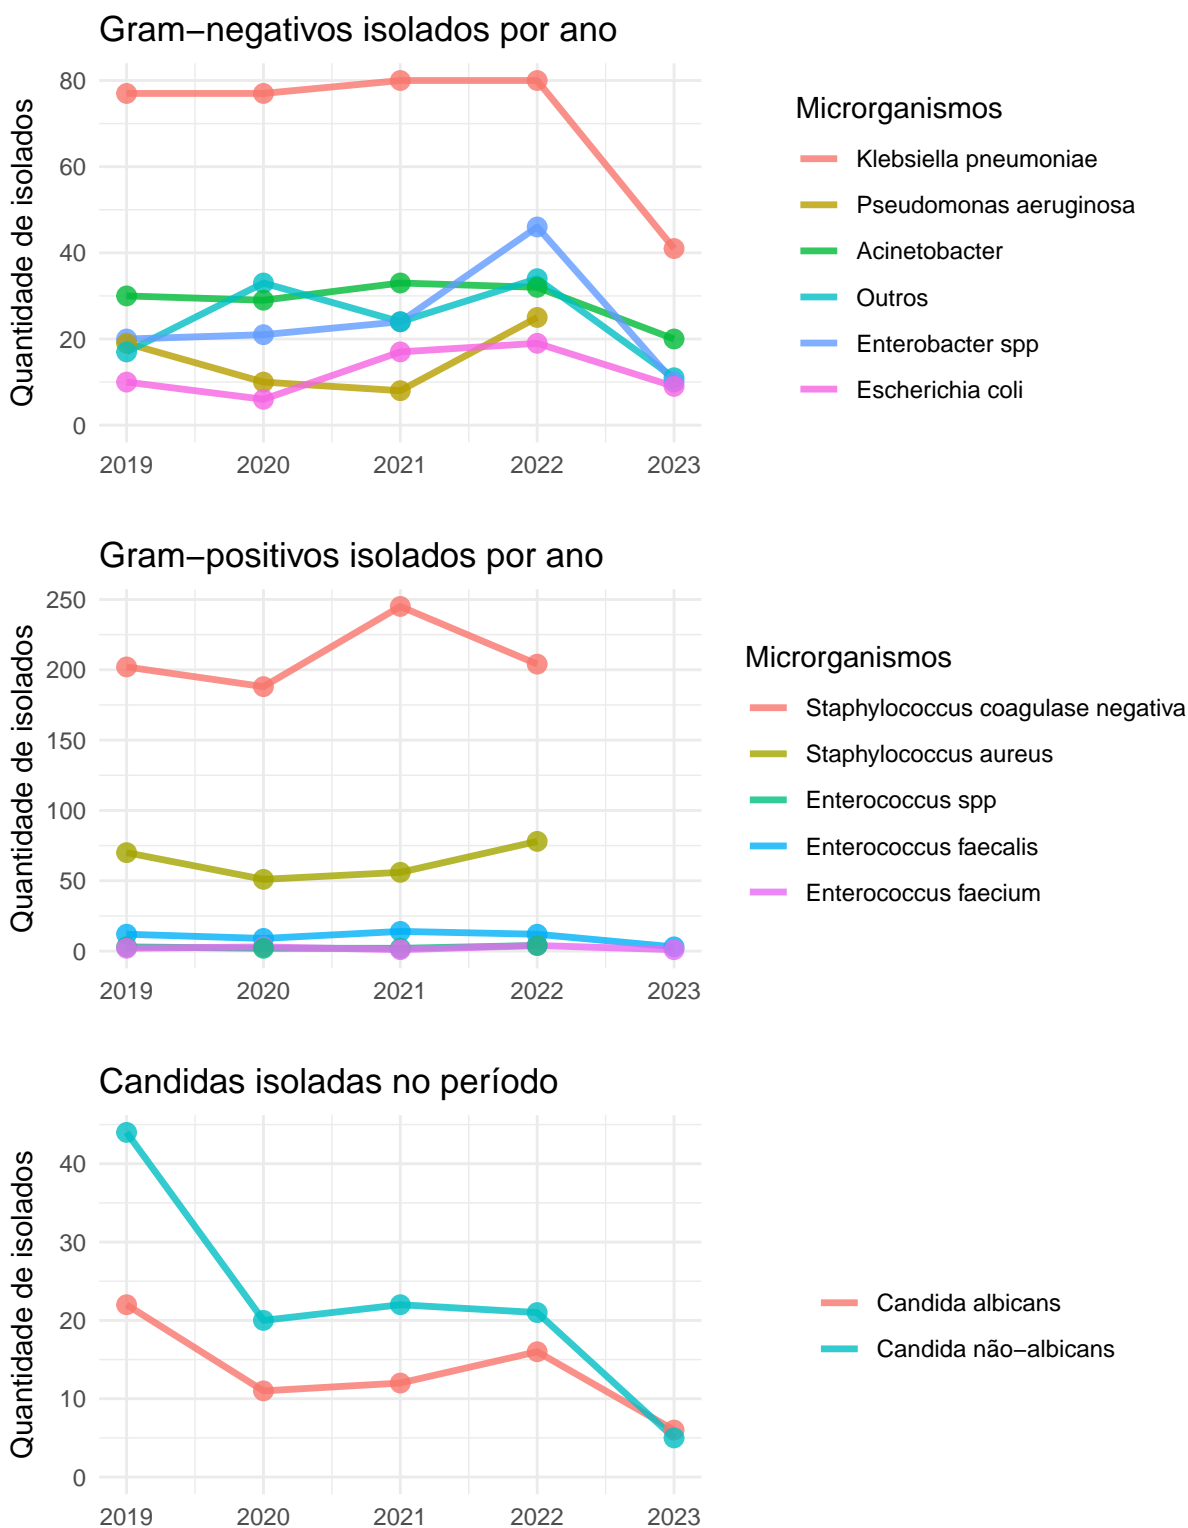 Gram−negativos isolados por ano
Quantidade de isolados
80
60
40
20
0
2019 2020 2021 2022 2023
Microrganismos
Klebsiella pneumoniae
Pseudomonas aeruginosa
Acinetobacter
Outros
Enterobacter spp
Escherichia coli
Gram−positivos isolados por ano
Quantidade de isolados
250
200
150
100
50
0
2019 2020 2021 2022 2023
Microrganismos
Staphylococcus coagulase negativa
Staphylococcus aureus
Enterococcus spp
Enterococcus faecalis
Enterococcus faecium
Candidas isoladas no período
Quantidade de isolados
40
30
20
10
0
2019 2020 2021 2022 2023
Candida albicans
Candida não−albicans